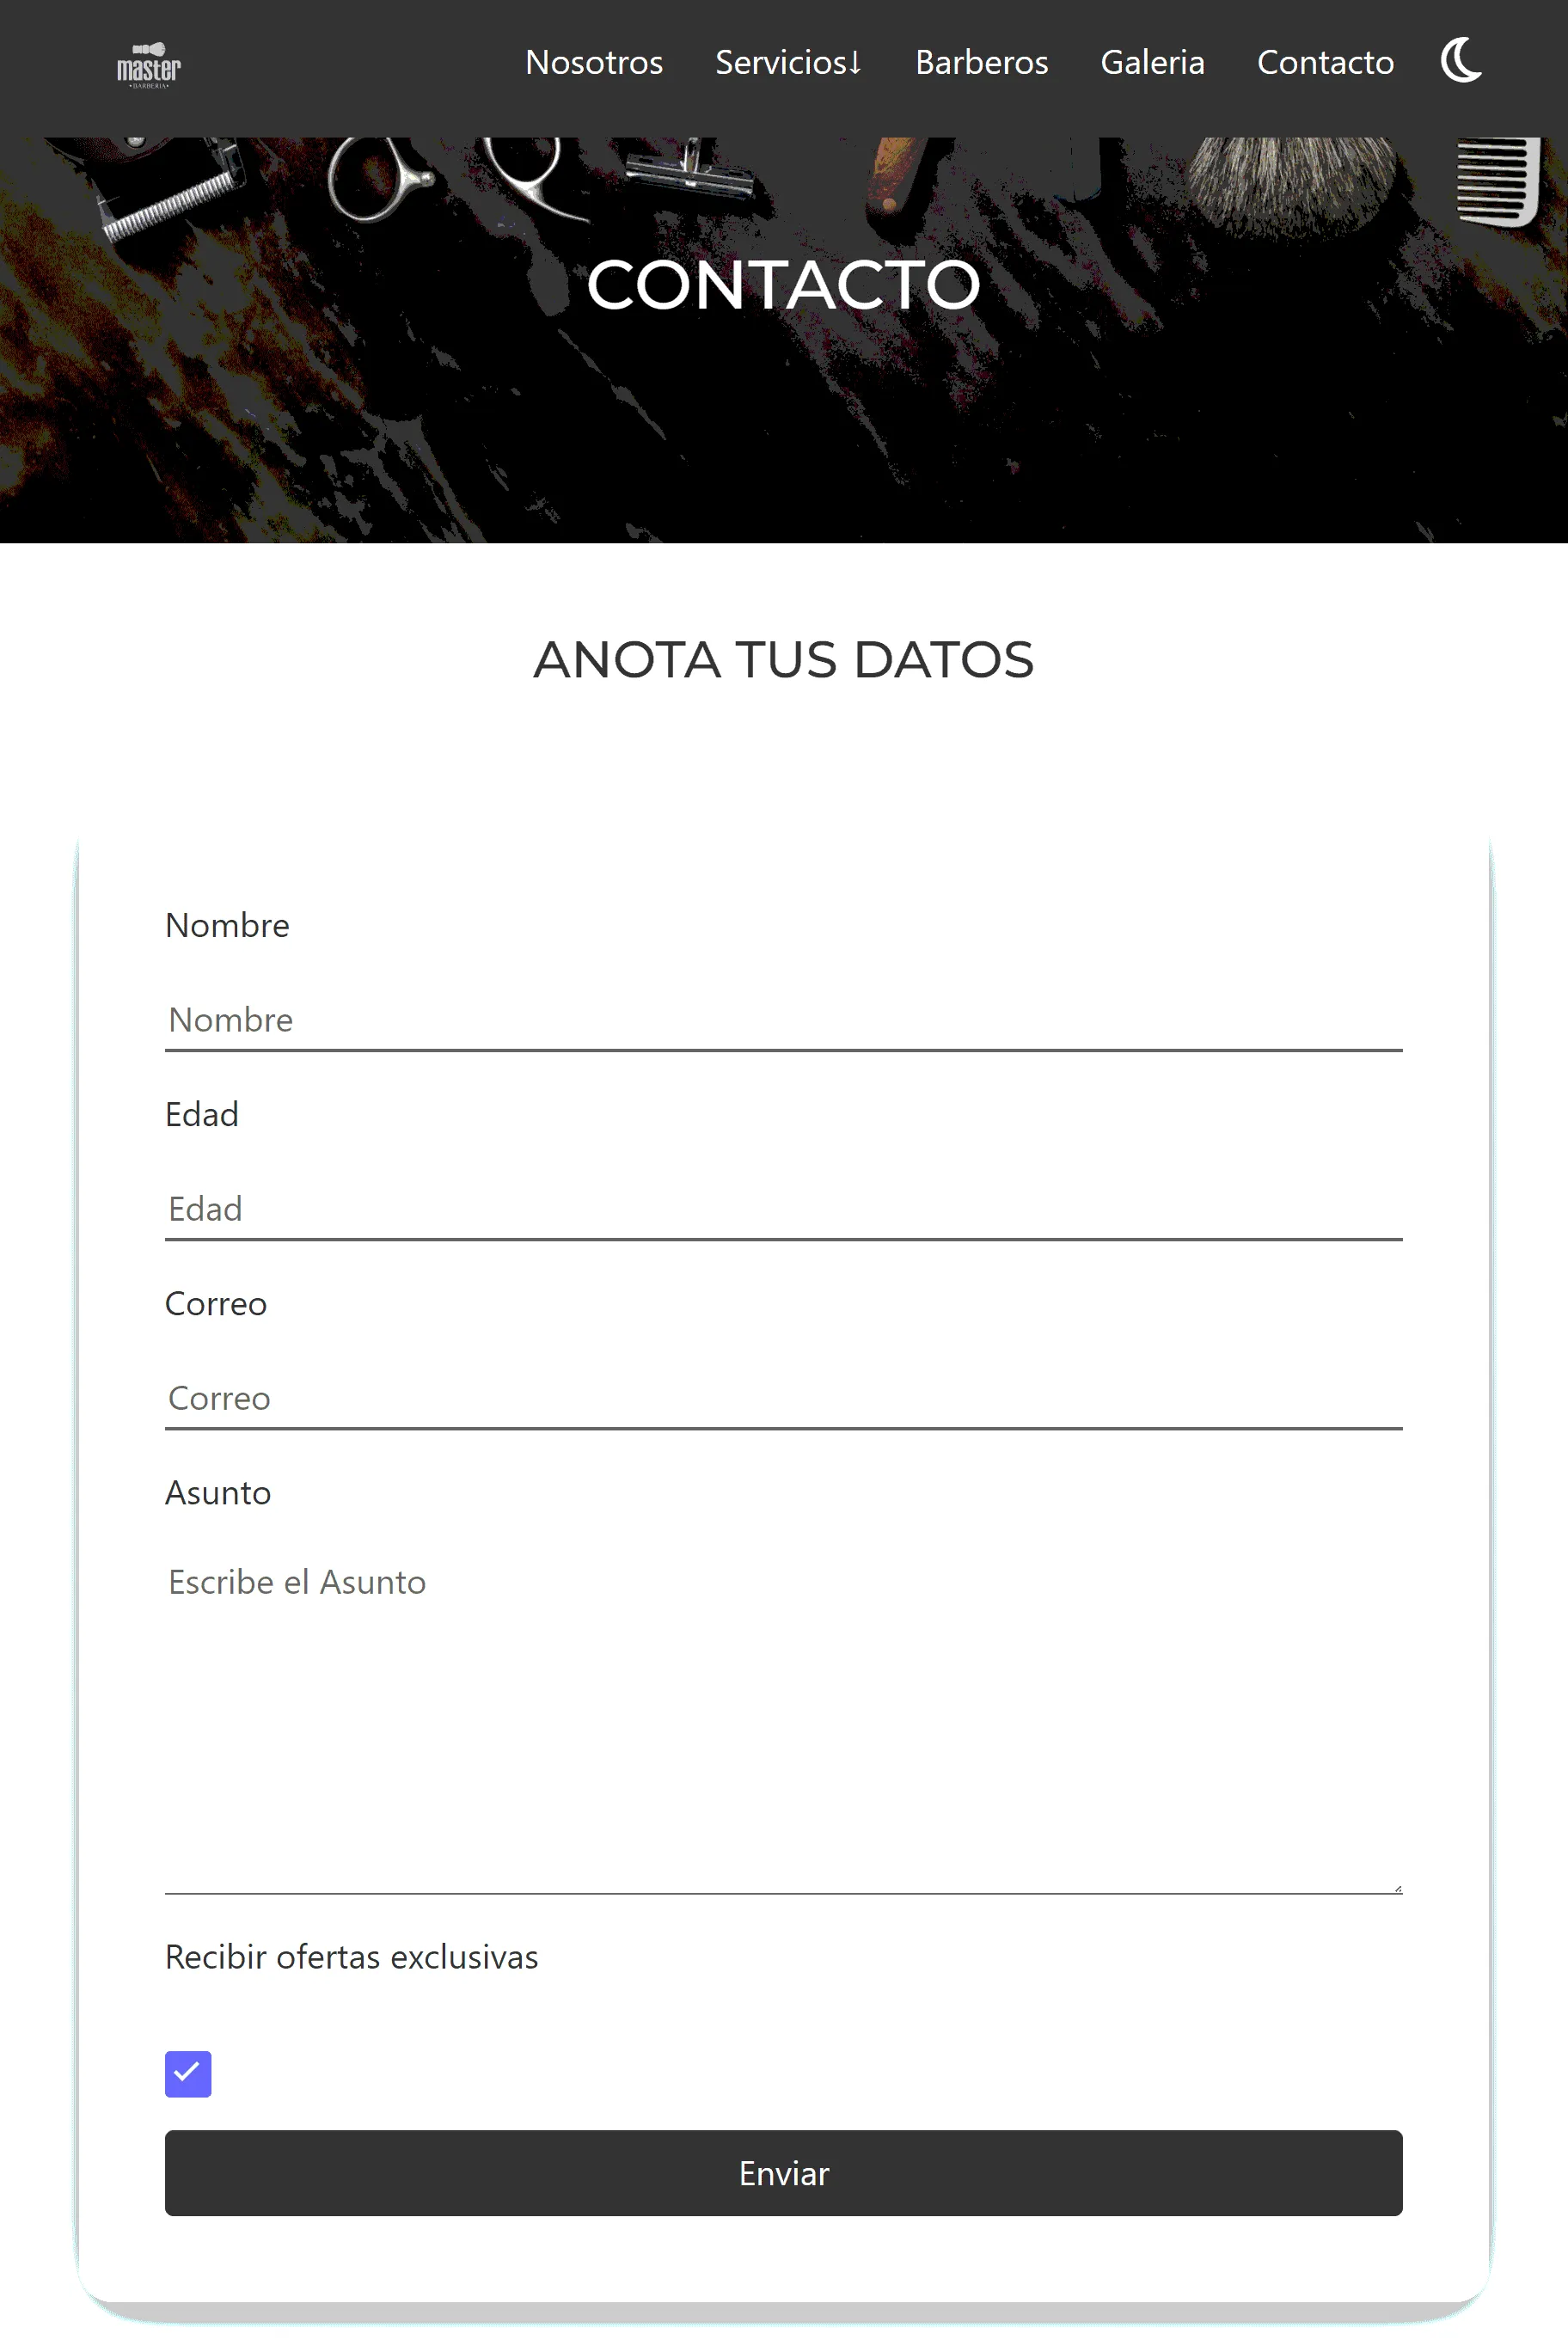 master
•BARBERIA•
Nosotros Servicios↓ Barberos Galeria Contacto
CONTACTO
ANOTA TUS DATOS
Nombre
Nombre
Edad
Edad
Correo
Correo
Asunto
Escribe el Asunto
Recibir ofertas exclusivas
Enviar